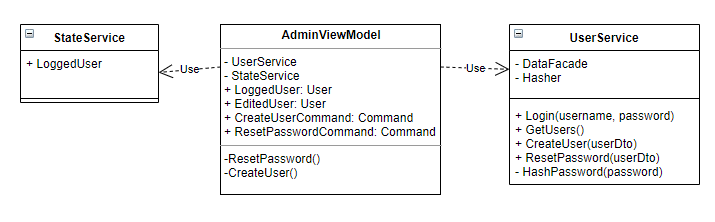 StateService
+ LoggedUser
Use
AdminViewModel
- UserService
- StateService
+ LoggedUser: User
+ EditedUser: User
+ CreateUserCommand: Command
+ ResetPasswordCommand: Command
-ResetPassword()
-CreateUser()
Use
UserService
- DataFacade
- Hasher
+ Login(username, password)
+ GetUsers()
+ CreateUser(userDto)
+ ResetPassword(userDto)
- HashPassword(password)